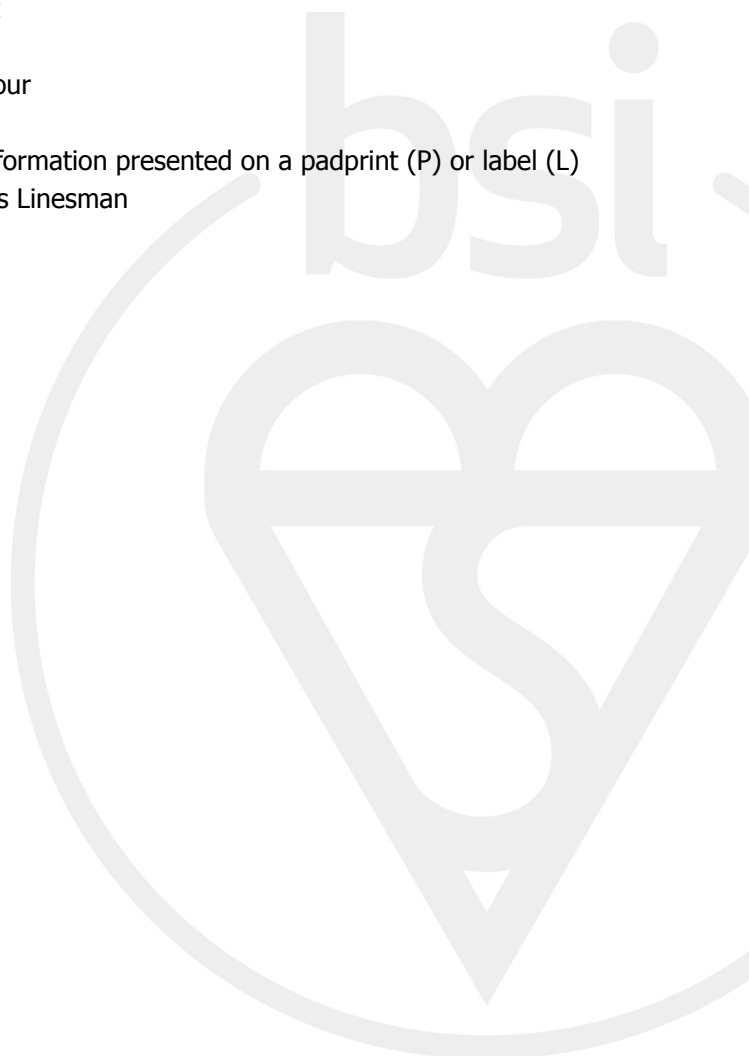 bsi
our
formation presented on a padprint (P) or label (L)
s Linesman